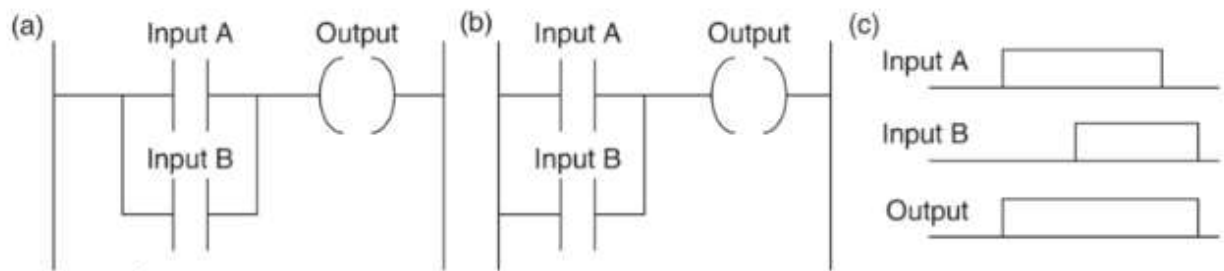 (a) Input A Output
Input B
(b) Input A Output
Input B
(c)
Input A
Input B
Output